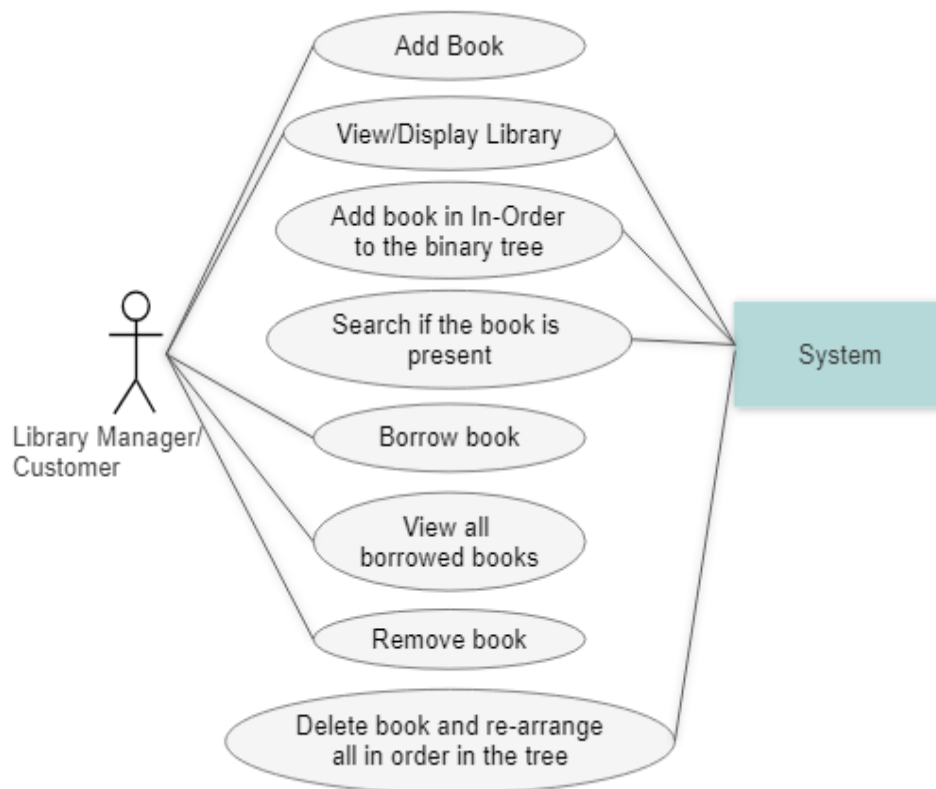 Add Book
View/Display Library
Add book in In-Order
to the binary tree
Search if the book is
present
System
Library Manager/
Customer
Borrow book
View all
borrowed books
Remove book
Delete book and re-arrange
all in order in the tree